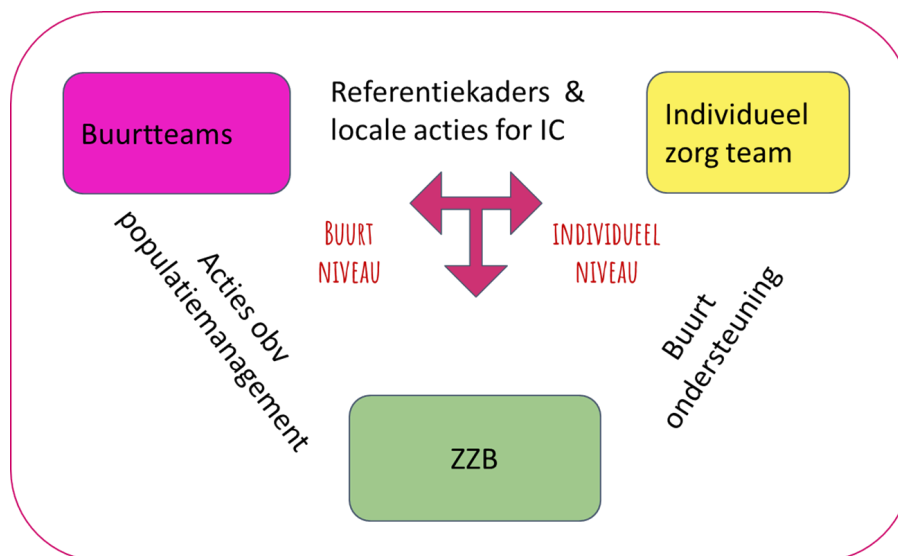 Buurtteams
Referentiekaders &
locale acties for IC
Individueel
zorg team
BUURT
NIVEAU
INDIVIDUEEL
NIVEAU
Acties obv
populatiemanagement
Buurt
ondersteuning
ZZB